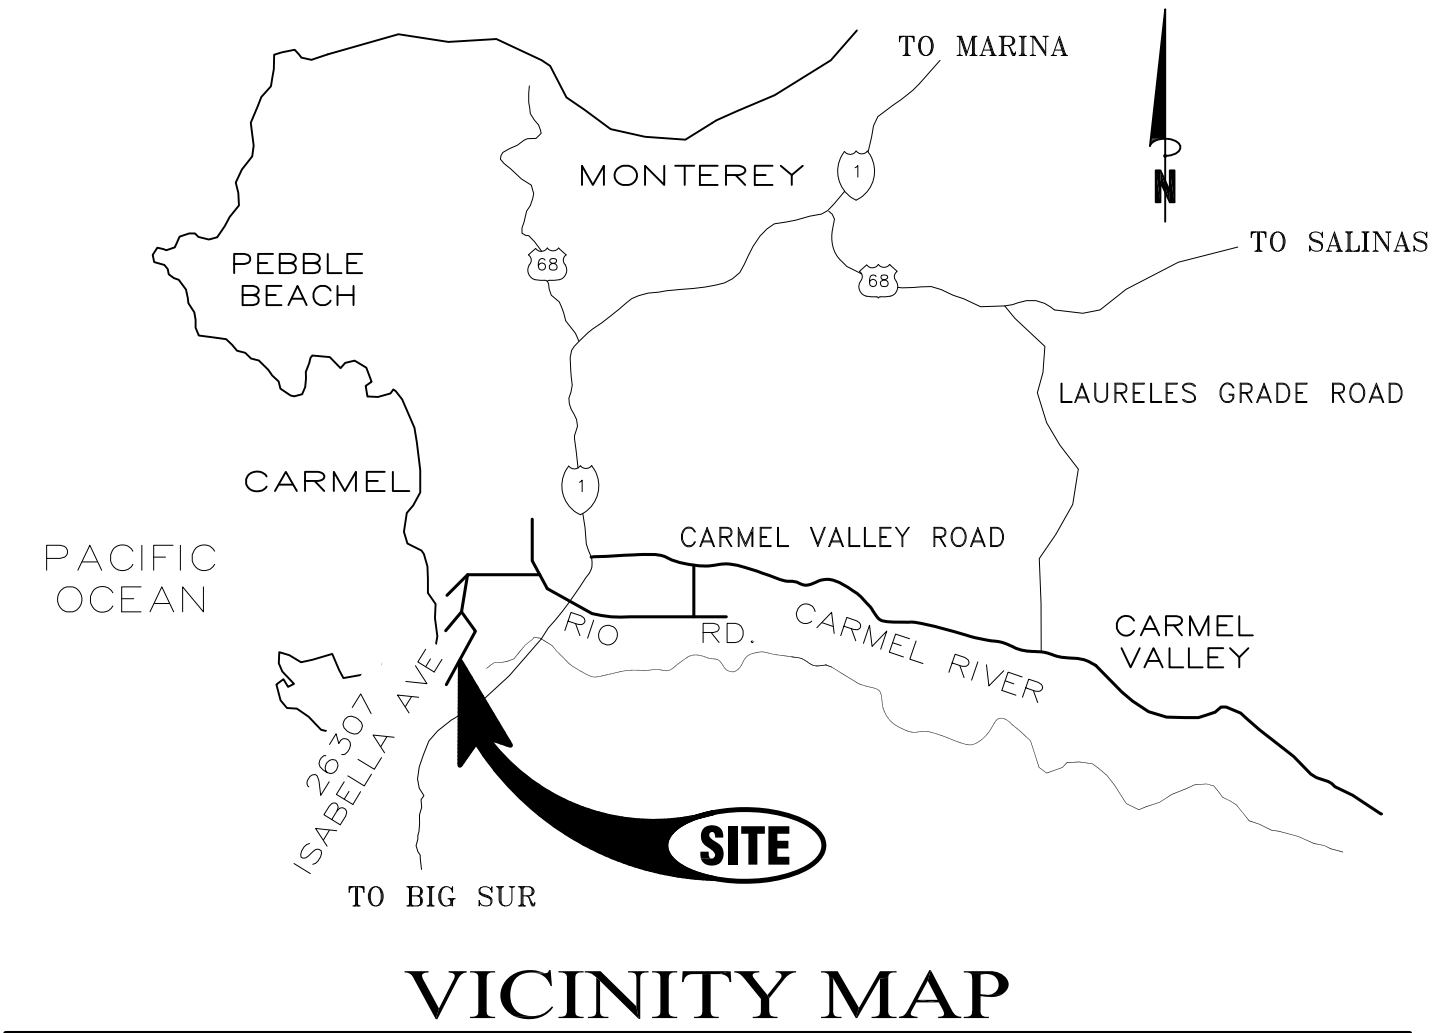 TO MARINA
MONTEREY
1
N
TO SALINAS
PEBBLE
BEACH
68
68
LAURELES GRADE ROAD
CARMEL
1
CARMEL VALLEY ROAD
PACIFIC
OCEAN
RIO RD.
CARMEL RIVER
CARMEL
VALLEY
26307
ISABELLA AVE
SITE
TO BIG SUR
VICINITY MAP